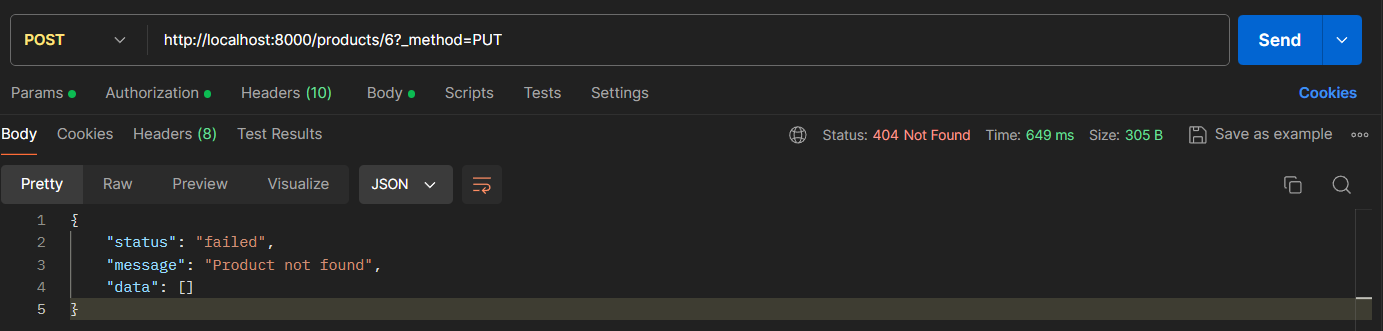 POST http://localhost:8000/products/6?_method=PUT Send
Params Authorization Headers (10) Body Scripts Tests Settings Cookies
Body Cookies Headers (8) Test Results Status: 404 Not Found Time: 649 ms Size: 305 B Save as example
Pretty Raw Preview Visualize JSON
1 {
2 "status": "failed",
3 "message": "Product not found",
4 "data": []
5 }